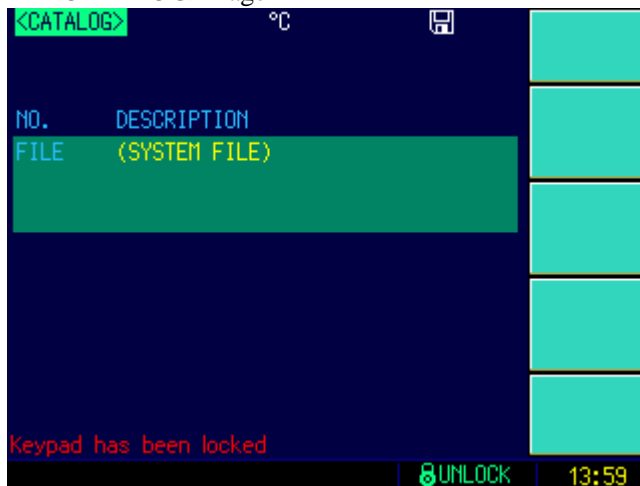 <CATALOG> °C
NO. DESCRIPTION
FILE (SYSTEM FILE)
Keypad has been locked
UNLOCK 13:59